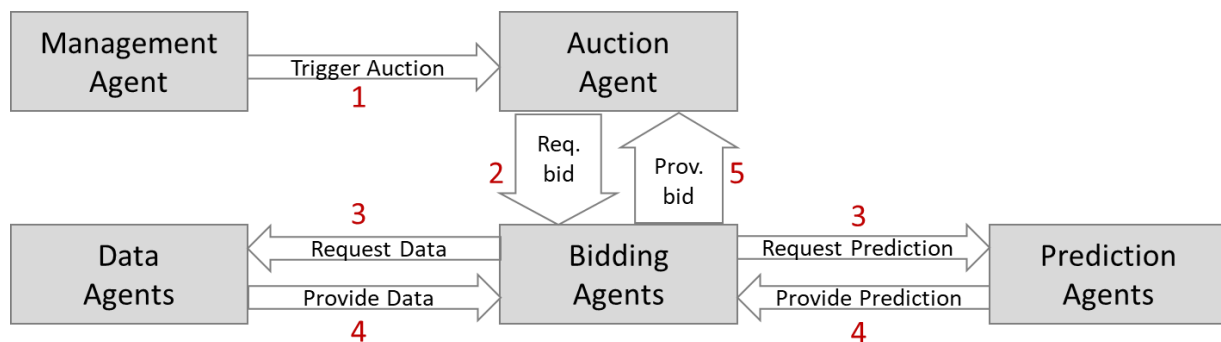 Management
Agent
Trigger Auction
1
Auction
Agent
2
Req.
bid
Prov.
bid
5
3
Request Data
3
Request Prediction
Data
Agents
Bidding
Agents
Prediction
Agents
Provide Data
4
Provide Prediction
4